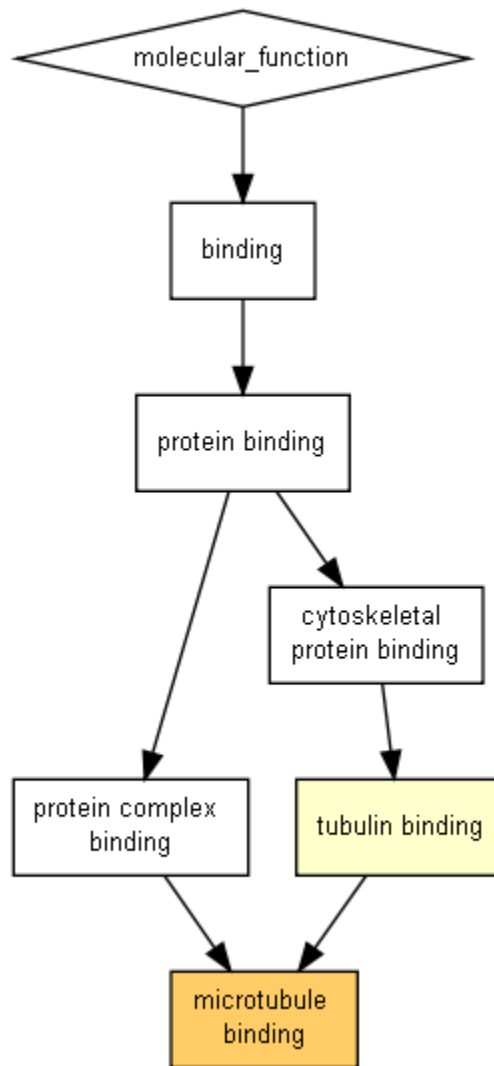 molecular_function
binding
protein binding
cytoskeletal
protein binding
protein complex
binding
tubulin binding
microtubule
binding